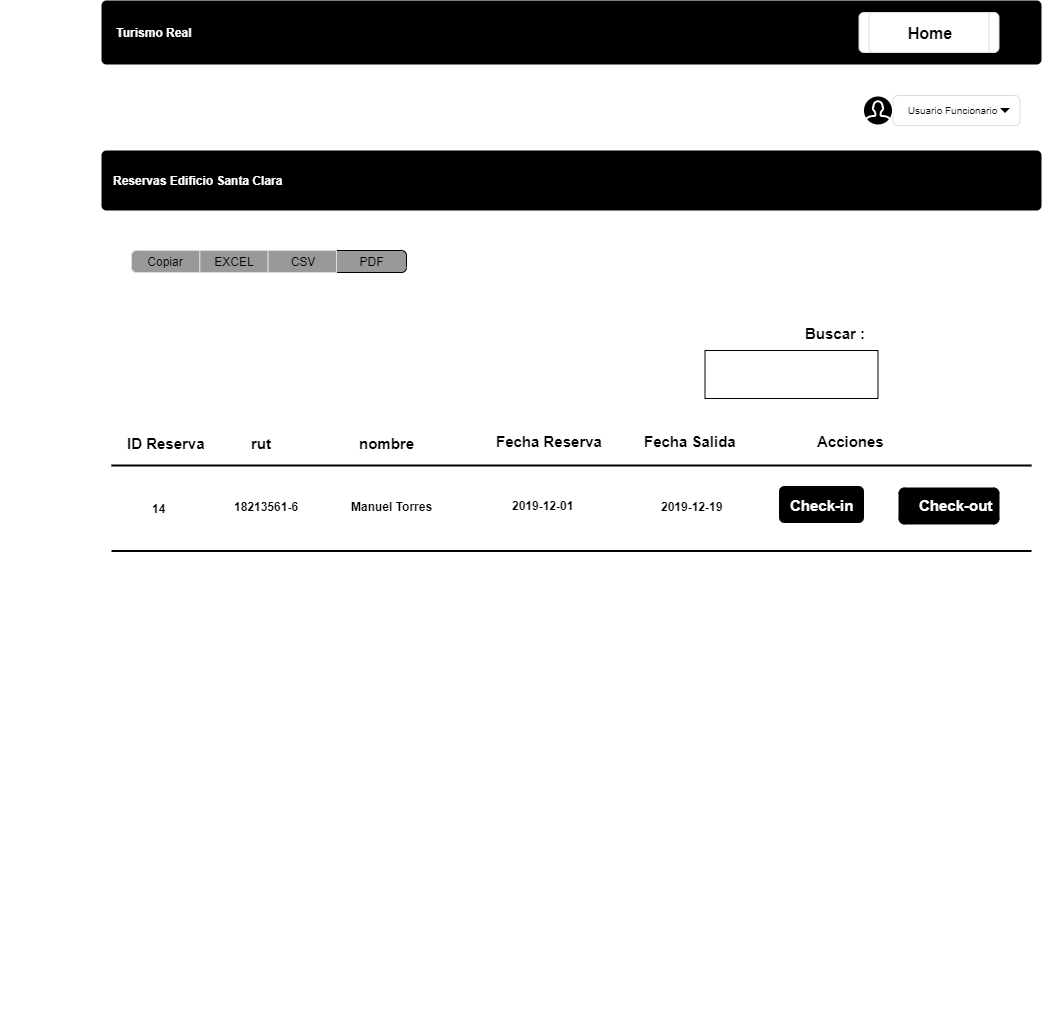 Turismo Real
Home
Usuario Funcionario
Reservas Edificio Santa Clara
Copiar EXCEL CSV PDF
Buscar :
ID Reserva rut nombre Fecha Reserva Fecha Salida Acciones
14 18213561-6 Manuel Torres 2019-12-01 2019-12-19 Check-in Check-out